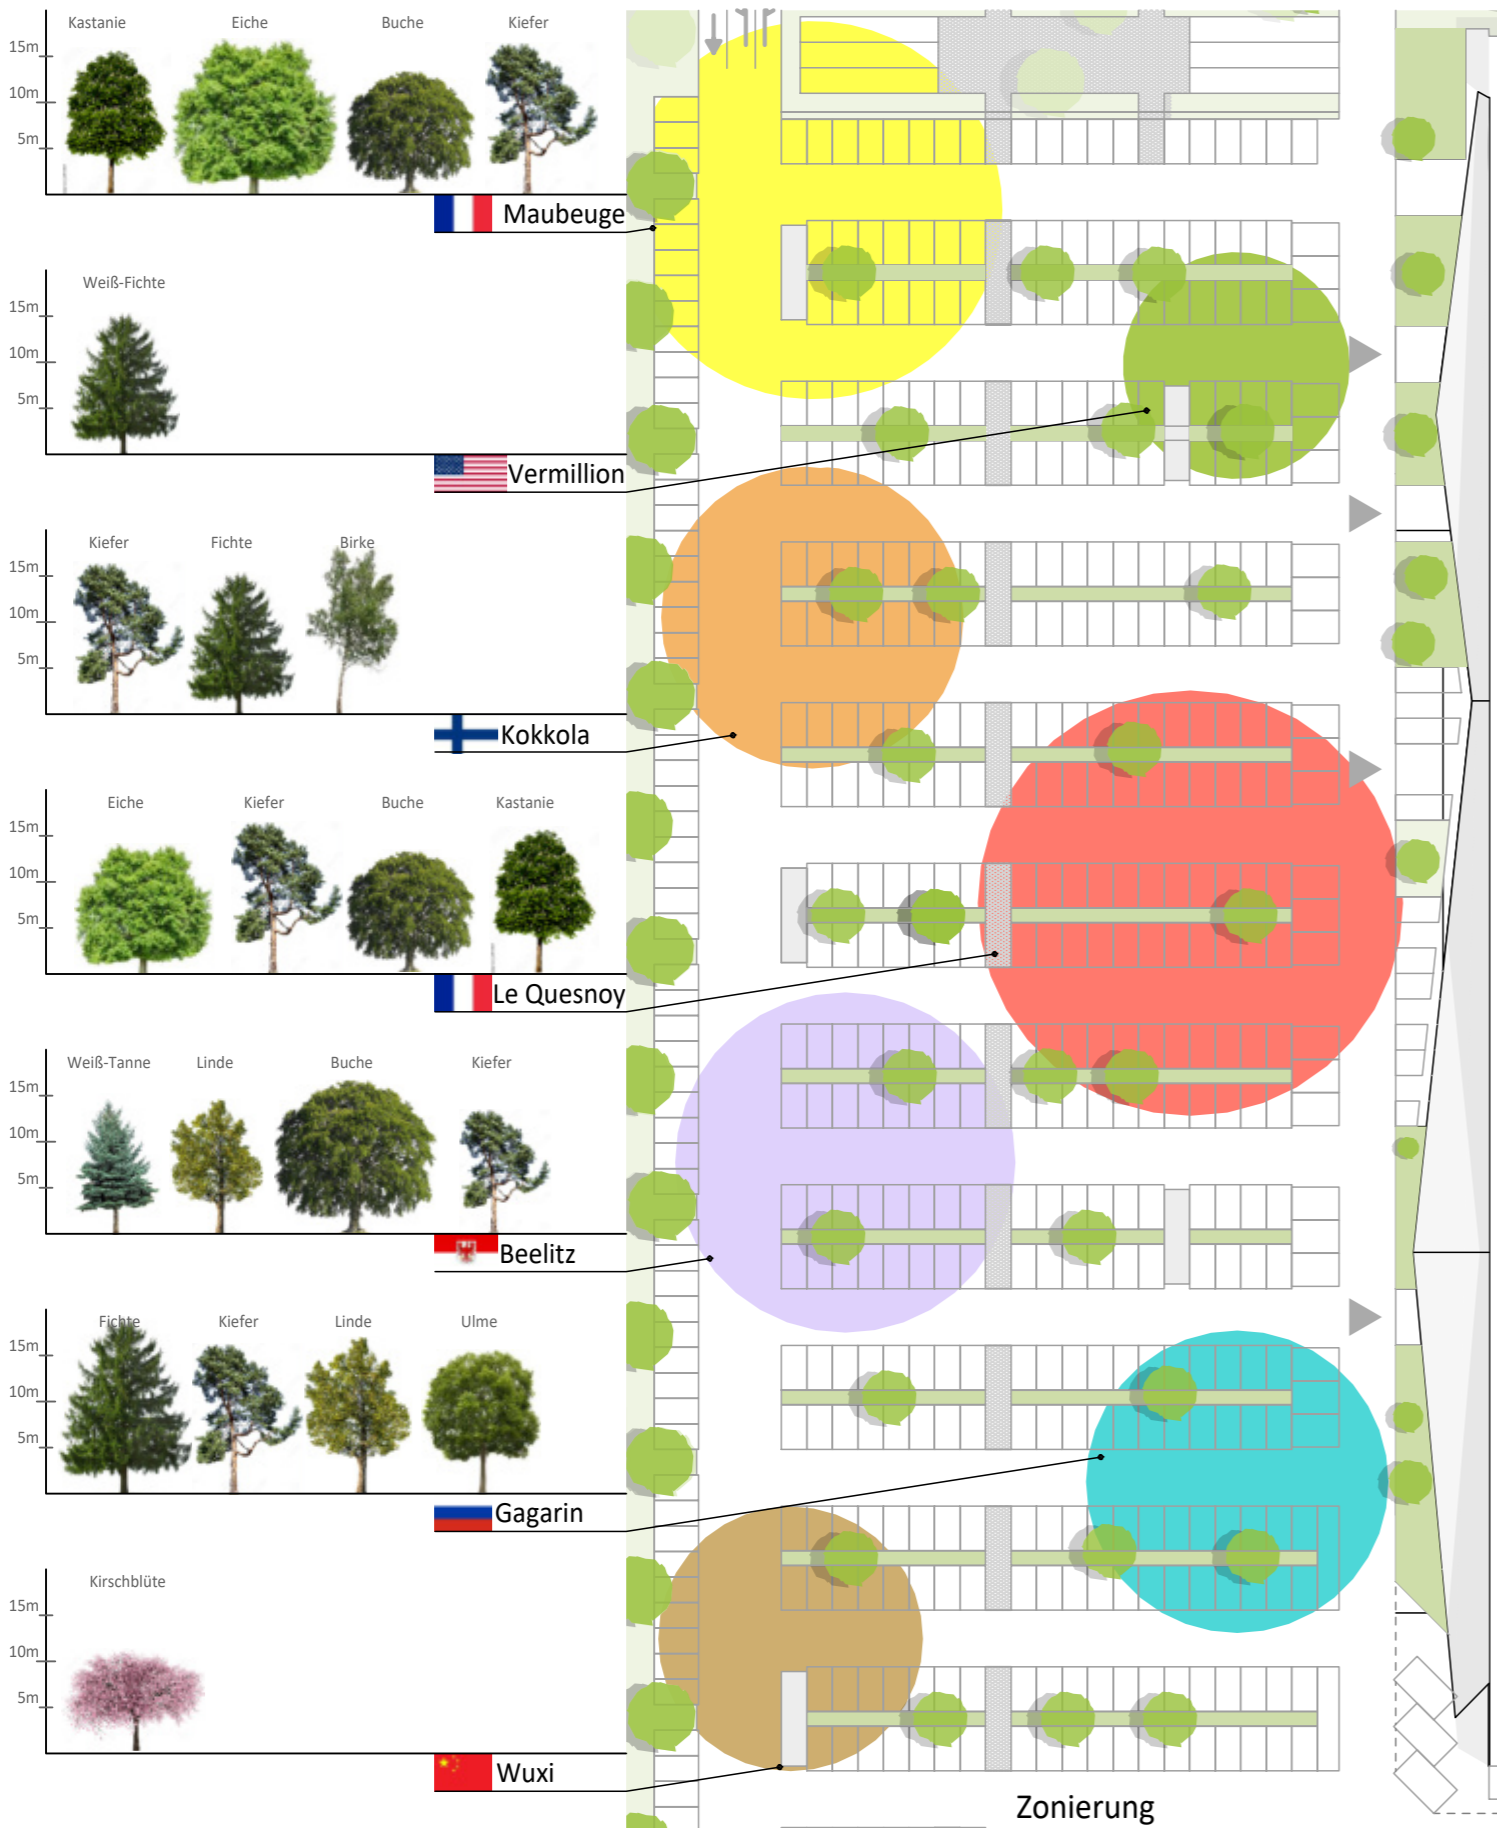 Kastanie Eiche Buche Kiefer
15m
10m
5m
Maubeuge
Weiß-Fichte
15m
10m
5m
Vermillion
Kiefer Fichte Birke
15m
10m
5m
Kokkola
Eiche Kiefer Buche Kastanie
15m
10m
5m
Le Quesnoy
Weiß-Tanne Linde Buche Kiefer
15m
10m
5m
Beelitz
Fichte Kiefer Linde Ulme
15m
10m
5m
Gagarin
Kirschblüte
15m
10m
5m
Wuxi
Zonierung